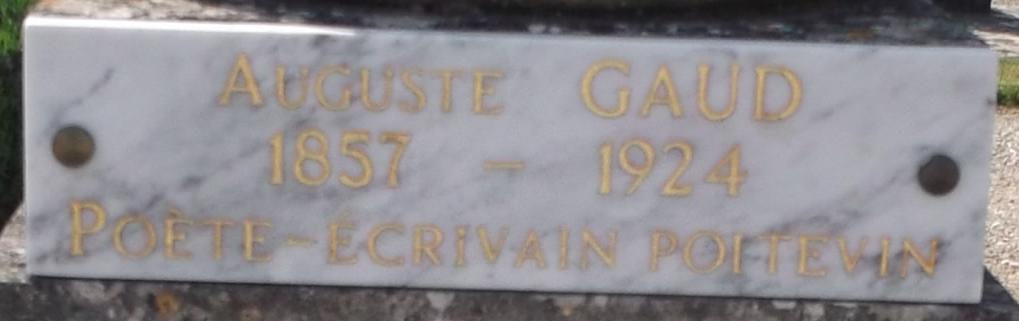 AUGUSTE GAUD
1857 - 1924
POÈTE-ÉCRIVAIN POITEVIN